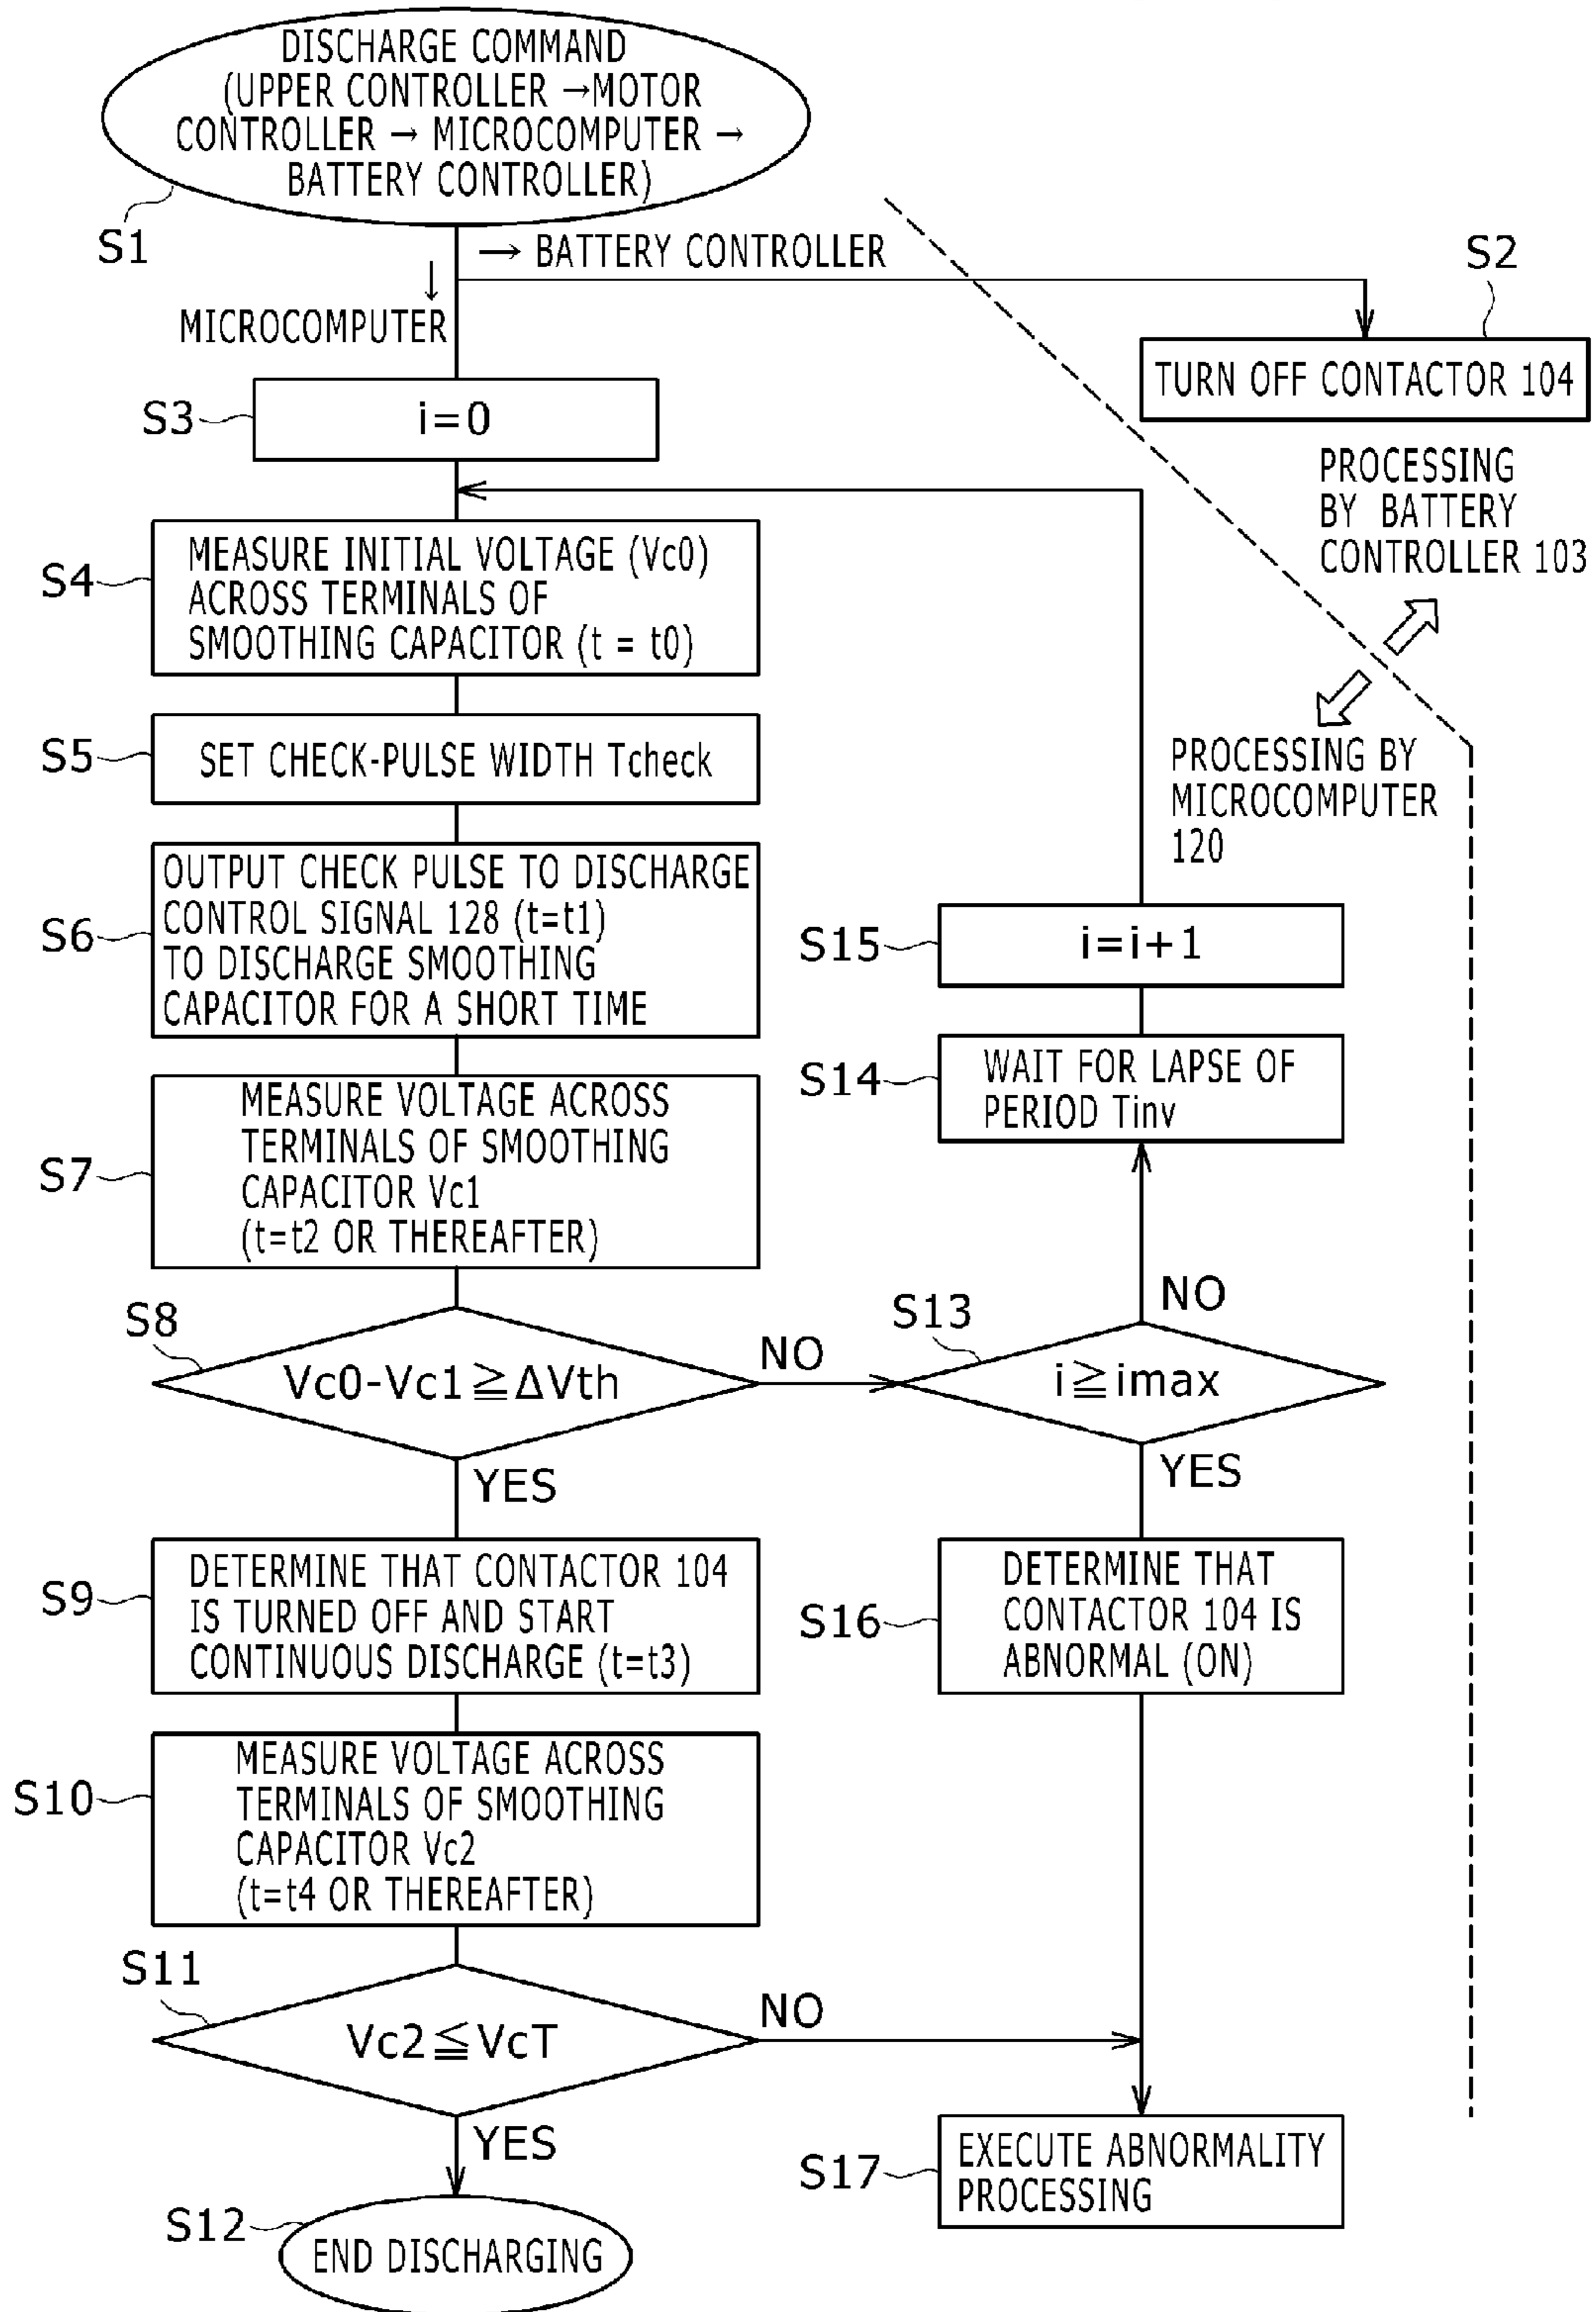 DISCHARGE COMMAND
(UPPER CONTROLLER →MOTOR
CONTROLLER → MICROCOMPUTER →
BATTERY CONTROLLER)
S1
→ BATTERY CONTROLLER
↓
MICROCOMPUTER
S2
TURN OFF CONTACTOR 104
S3
i=0
PROCESSING
BY BATTERY
CONTROLLER 103
S4
MEASURE INITIAL VOLTAGE (Vc0)
ACROSS TERMINALS OF
SMOOTHING CAPACITOR (t = t0)
PROCESSING BY
MICROCOMPUTER
120
S5
SET CHECK-PULSE WIDTH Tcheck
S6
OUTPUT CHECK PULSE TO DISCHARGE
CONTROL SIGNAL 128 (t=t1)
TO DISCHARGE SMOOTHING
CAPACITOR FOR A SHORT TIME
S15
i=i+1
S14
WAIT FOR LAPSE OF
PERIOD Tinv
S7
MEASURE VOLTAGE ACROSS
TERMINALS OF SMOOTHING
CAPACITOR Vc1
(t=t2 OR THEREAFTER)
S8
Vc0-Vc1≧ΔVth
NO
YES
S13
i≧imax
NO
YES
S9
DETERMINE THAT CONTACTOR 104
IS TURNED OFF AND START
CONTINUOUS DISCHARGE (t=t3)
S16
DETERMINE THAT
CONTACTOR 104 IS
ABNORMAL (ON)
S10
MEASURE VOLTAGE ACROSS
TERMINALS OF SMOOTHING
CAPACITOR Vc2
(t=t4 OR THEREAFTER)
S11
Vc2≦VcT
NO
YES
S17
EXECUTE ABNORMALITY
PROCESSING
S12
END DISCHARGING